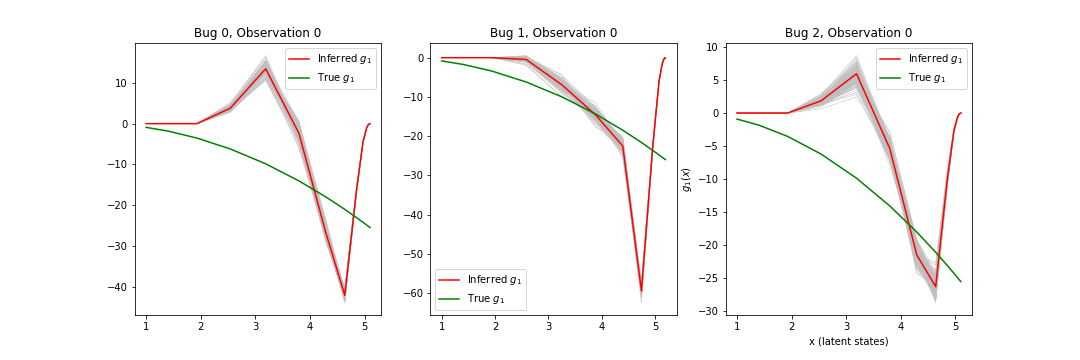 Bug 0, Observation 0
Inferred g₁
True g₁
10
0
−10
−20
−30
−40
1 2 3 4 5
Bug 1, Observation 0
Inferred g₁
True g₁
0
−10
−20
−30
−40
−50
−60
1 2 3 4 5
Bug 2, Observation 0
Inferred g₁
True g₁
g₁(x)
10
5
0
−5
−10
−15
−20
−25
−30
1 2 3 4 5
x (latent states)